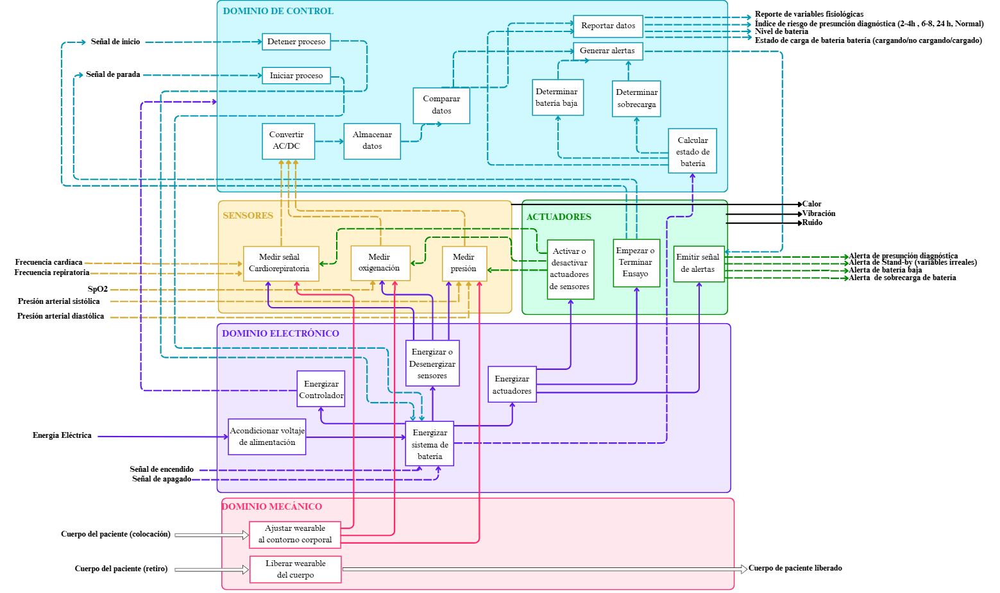 DOMINIO DE CONTROL
Reportar datos
Reporte de variables fisiológicas
Índice de riesgo de presunción diagnóstica (2-4h , 6-8, 24 h, Normal)
Nivel de batería
Estado de carga de batería batería (cargando/no cargando/cargado)
Señal de inicio
Detener proceso
Generar alertas
Señal de parada
Iniciar proceso
Comparar
datos
Determinar
batería baja
Determinar
sobrecarga
Convertir
AC/DC
Almacenar
datos
Calcular
estado de
batería
SENSORES
ACTUADORES
Calor
Vibración
Ruido
Medir señal
Cardiorepiratoria
Medir
oxigenación
Medir
presión
Activar o
desactivar
actuadores
de sensores
Empezar o
Terminar
Ensayo
Emitir señal
de alertas
Alerta de presunción diagnóstica
Alerta de Stand-by (variables irreales)
Alerta de batería baja
Alerta  de sobrecarga de batería
Frecuencia cardíaca
Frecuencia repiratoria
SpO2
Presión arterial sistólica
Presión arterial diastólica
DOMINIO ELECTRÓNICO
Energizar o
Desenergizar
sensores
Energizar
Controlador
Energizar
actuadores
Energía Eléctrica
Acondicionar voltaje
de alimentación
Energizar
sistema de
batería
Señal de encendido
Señal de apagado
DOMINIO MECÁNICO
Cuerpo del paciente (colocación)
Ajustar wearable
al contorno corporal
Cuerpo del paciente (retiro)
Liberar wearable
del cuerpo
Cuerpo de paciente liberado